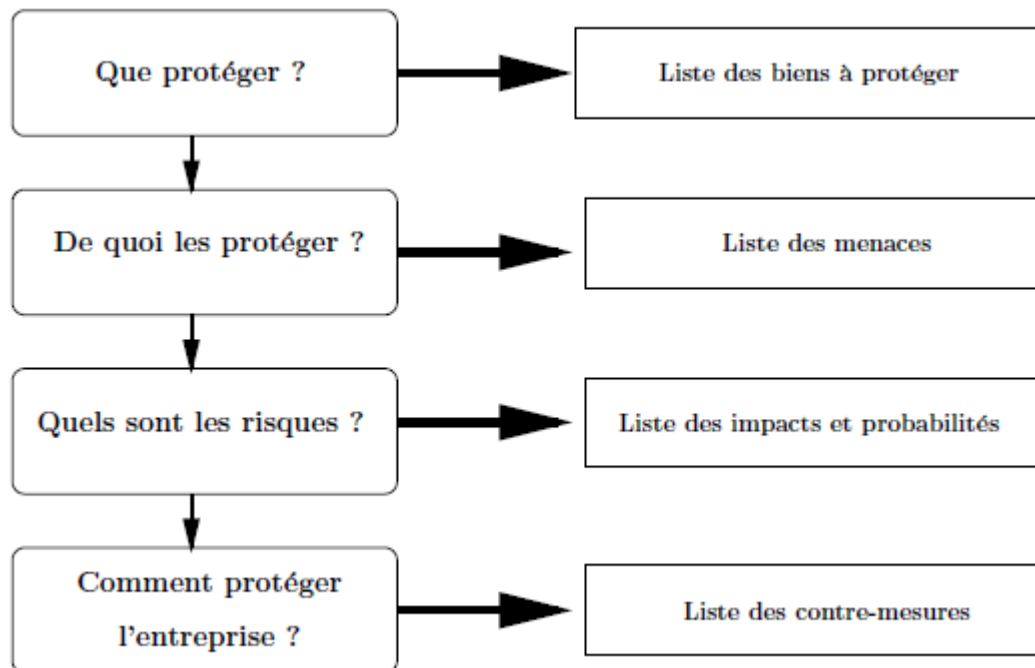 Que protéger ?
Liste des biens à protéger
De quoi les protéger ?
Liste des menaces
Quels sont les risques ?
Liste des impacts et probabilités
Comment protéger
l'entreprise ?
Liste des contre-mesures